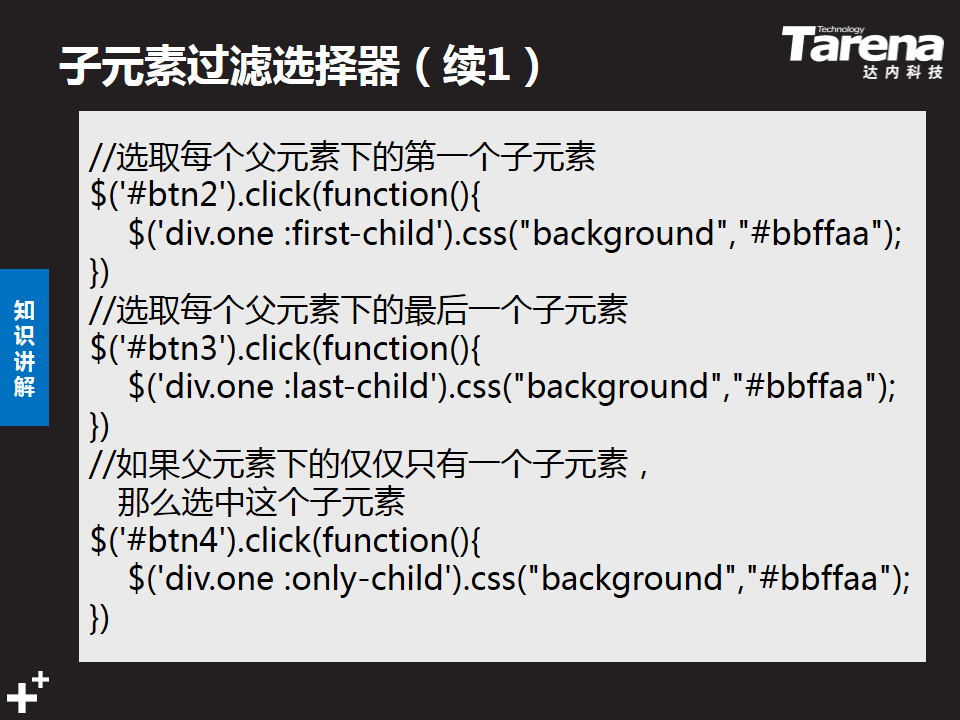 子元素过滤选择器（续1）
Technology
Tarena
达内科技
//选取每个父元素下的第一个子元素
$('#btn2').click(function(){
    $('div.one :first-child').css("background","#bbffaa");
})
//选取每个父元素下的最后一个子元素
$('#btn3').click(function(){
    $('div.one :last-child').css("background","#bbffaa");
})
//如果父元素下的仅仅只有一个子元素，
    那么选中这个子元素
$('#btn4').click(function(){
    $('div.one :only-child').css("background","#bbffaa");
})
知识讲解